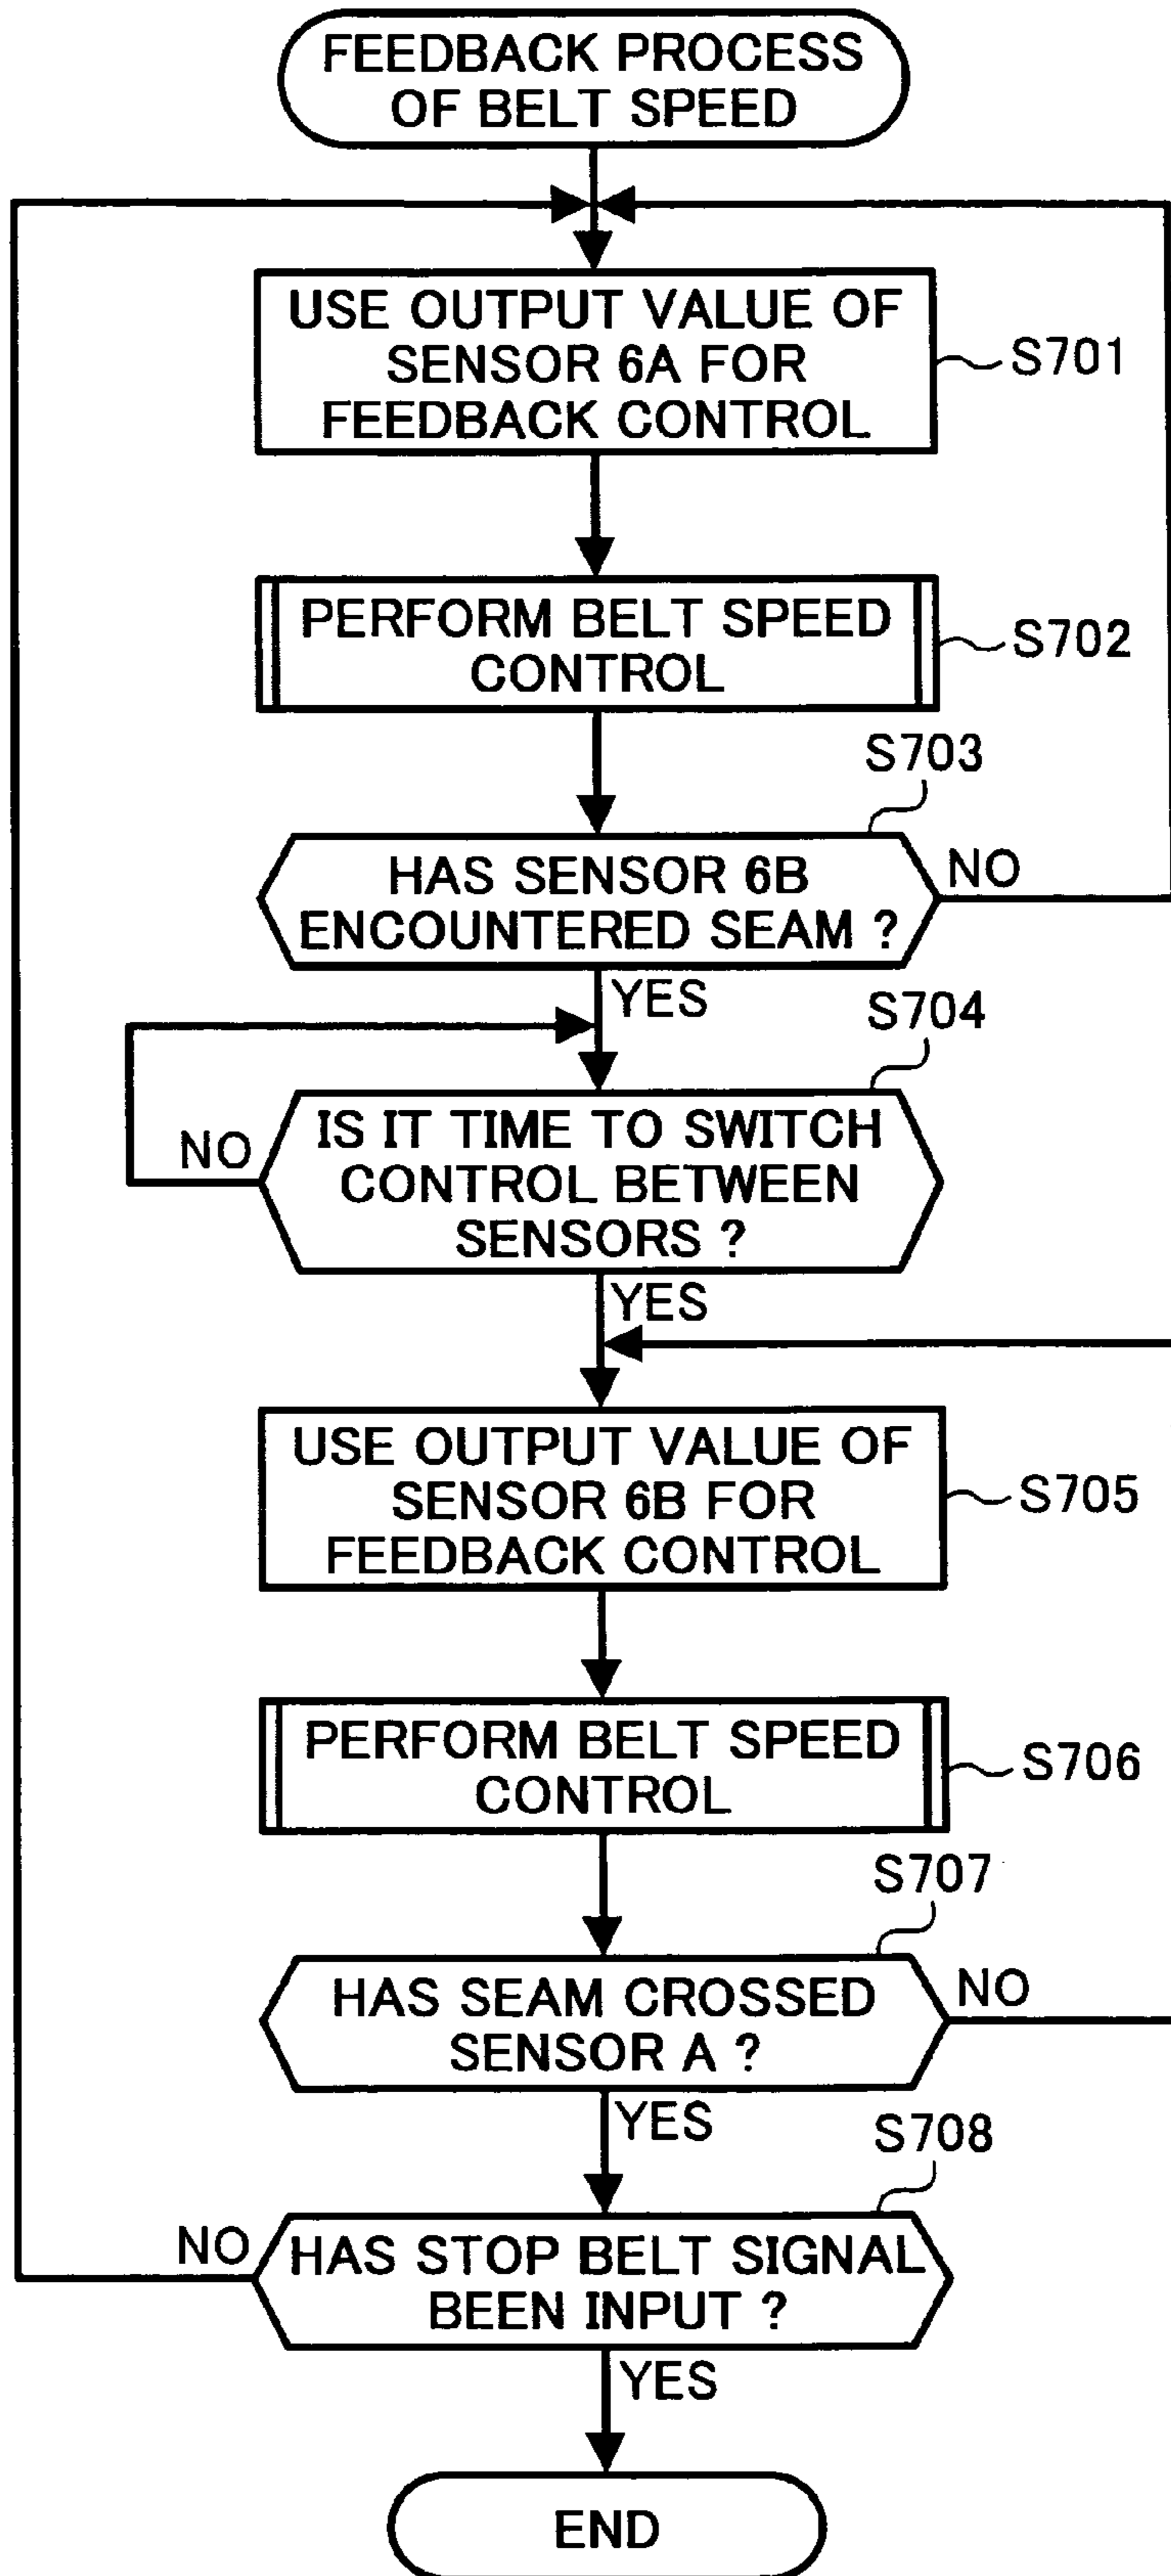 FEEDBACK PROCESS
OF BELT SPEED
USE OUTPUT VALUE OF
SENSOR 6A FOR
FEEDBACK CONTROL
S701
PERFORM BELT SPEED
CONTROL
S702
S703
HAS SENSOR 6B
ENCOUNTERED SEAM ?
NO
YES
S704
IS IT TIME TO SWITCH
CONTROL BETWEEN
SENSORS ?
NO
YES
USE OUTPUT VALUE OF
SENSOR 6B FOR
FEEDBACK CONTROL
S705
PERFORM BELT SPEED
CONTROL
S706
S707
HAS SEAM CROSSED
SENSOR A ?
NO
YES
S708
NO
HAS STOP BELT SIGNAL
BEEN INPUT ?
YES
END